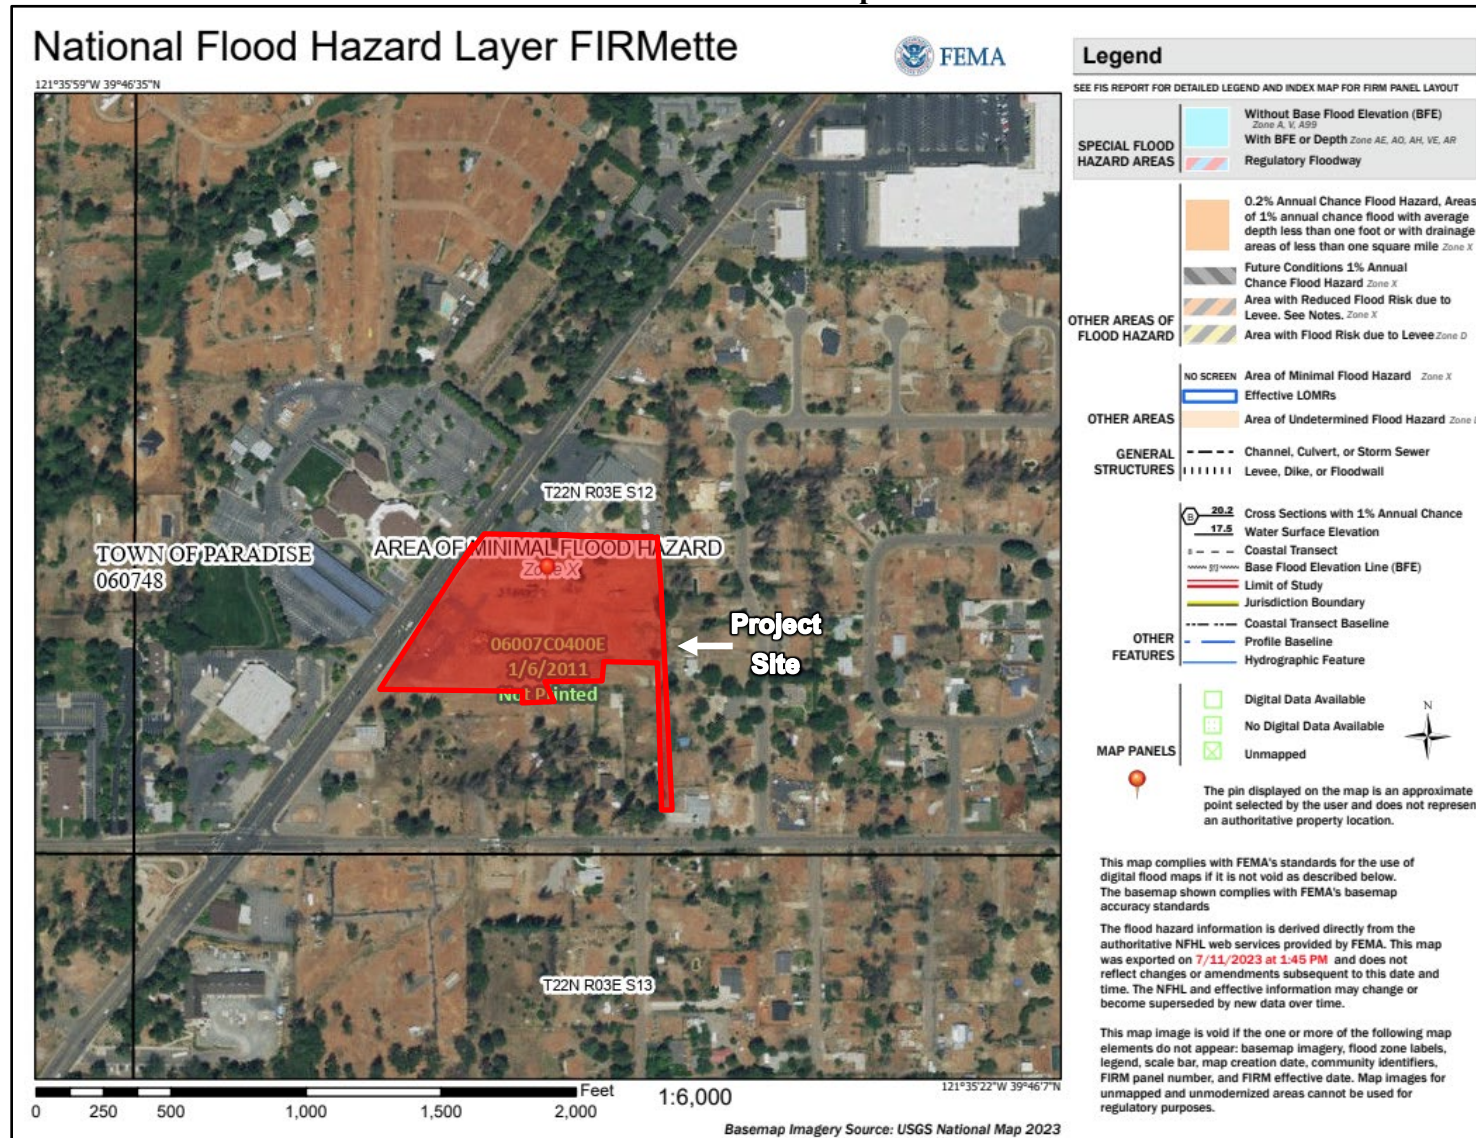 National Flood Hazard Layer FIRMette
FEMA
121°35'59"W 39°46'35"N
T22N R03E S12
TOWN OF PARADISE
060748
AREA OF MINIMAL FLOOD HAZARD
Zone X
06007C0400E
1/6/2011
Not Printed
Project
Site
T22N R03E S13
121°35'22"W 39°46'7"N
Feet
0 250 500 1,000 1,500 2,000
1:6,000
Basemap Imagery Source: USGS National Map 2023
Legend
SEE FIS REPORT FOR DETAILED LEGEND AND INDEX MAP FOR FIRM PANEL LAYOUT
SPECIAL FLOOD
HAZARD AREAS
Without Base Flood Elevation (BFE)
Zone A, V, A99
With BFE or Depth Zone AE, AO, AH, VE, AR
Regulatory Floodway
OTHER AREAS OF
FLOOD HAZARD
0.2% Annual Chance Flood Hazard, Areas
of 1% annual chance flood with average
depth less than one foot or with drainage
areas of less than one square mile Zone X
Future Conditions 1% Annual
Chance Flood Hazard Zone X
Area with Reduced Flood Risk due to
Levee. See Notes. Zone X
Area with Flood Risk due to Levee Zone D
OTHER AREAS
NO SCREEN Area of Minimal Flood Hazard Zone X
Effective LOMRs
Area of Undetermined Flood Hazard Zone
GENERAL
STRUCTURES
Channel, Culvert, or Storm Sewer
Levee, Dike, or Floodwall
OTHER
FEATURES
B 20.2 Cross Sections with 1% Annual Chance
17.5 Water Surface Elevation
8 Coastal Transect
513 Base Flood Elevation Line (BFE)
Limit of Study
Jurisdiction Boundary
Coastal Transect Baseline
Profile Baseline
Hydrographic Feature
MAP PANELS
Digital Data Available
No Digital Data Available
Unmapped
N
The pin displayed on the map is an approximate
point selected by the user and does not represen
an authoritative property location.
This map complies with FEMA's standards for the use of
digital flood maps if it is not void as described below.
The basemap shown complies with FEMA's basemap
accuracy standards
The flood hazard information is derived directly from the
authoritative NFHL web services provided by FEMA. This map
was exported on 7/11/2023 at 1:45 PM and does not
reflect changes or amendments subsequent to this date and
time. The NFHL and effective information may change or
become superseded by new data over time.
This map image is void if the one or more of the following map
elements do not appear: basemap imagery, flood zone labels,
legend, scale bar, map creation date, community identifiers,
FIRM panel number, and FIRM effective date. Map images for
unmapped and unmodernized areas cannot be used for
regulatory purposes.